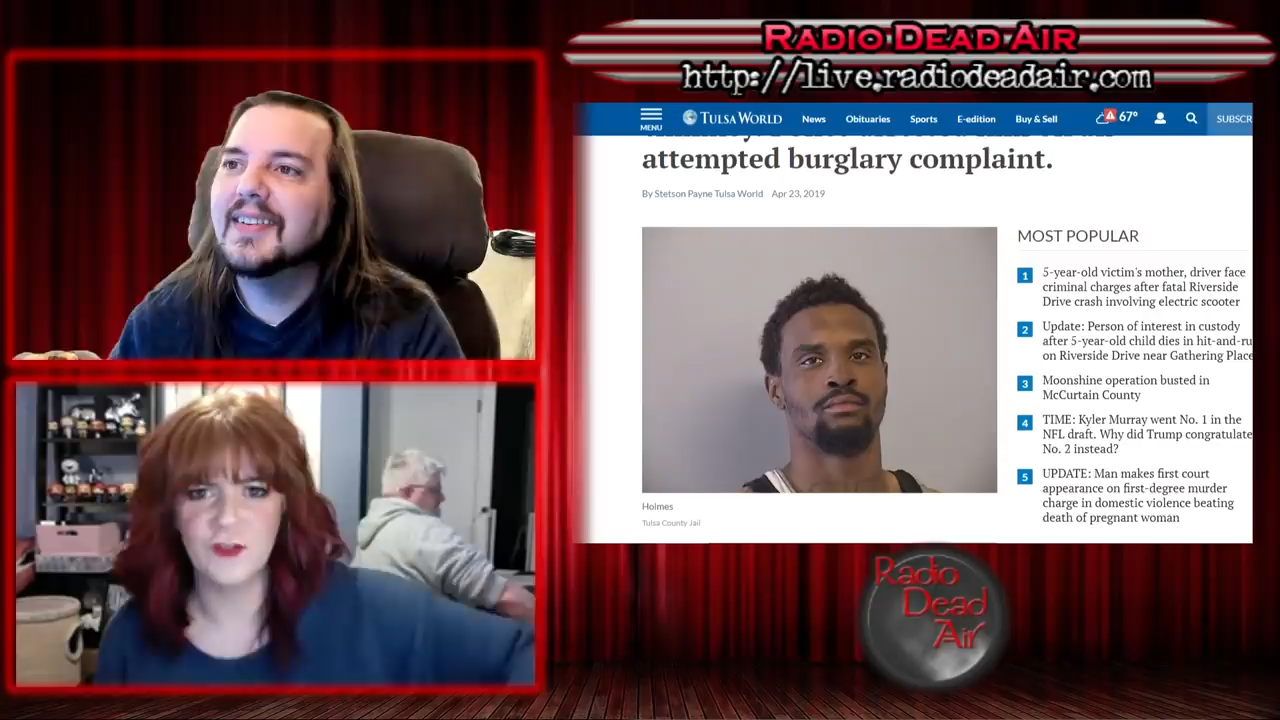 RADIO DEAD AIR
http://live.radiodeadair.com
MENU
TULSA WORLD
News
Obituaries
Sports
E-edition
Buy & Sell
67°
SUBSCR
attempted burglary complaint.
By Stetson Payne Tulsa World Apr 23, 2019
MOST POPULAR
1
5-year-old victim's mother, driver face
criminal charges after fatal Riverside
Drive crash involving electric scooter
2
Update: Person of interest in custody
after 5-year-old child dies in hit-and-ru
on Riverside Drive near Gathering Place
3
Moonshine operation busted in
McCurtain County
4
TIME: Kyler Murray went No. 1 in the
NFL draft. Why did Trump congratulate
No. 2 instead?
5
UPDATE: Man makes first court
appearance on first-degree murder
charge in domestic violence beating
death of pregnant woman
Holmes
Tulsa County Jail
Radio
Dead
Air